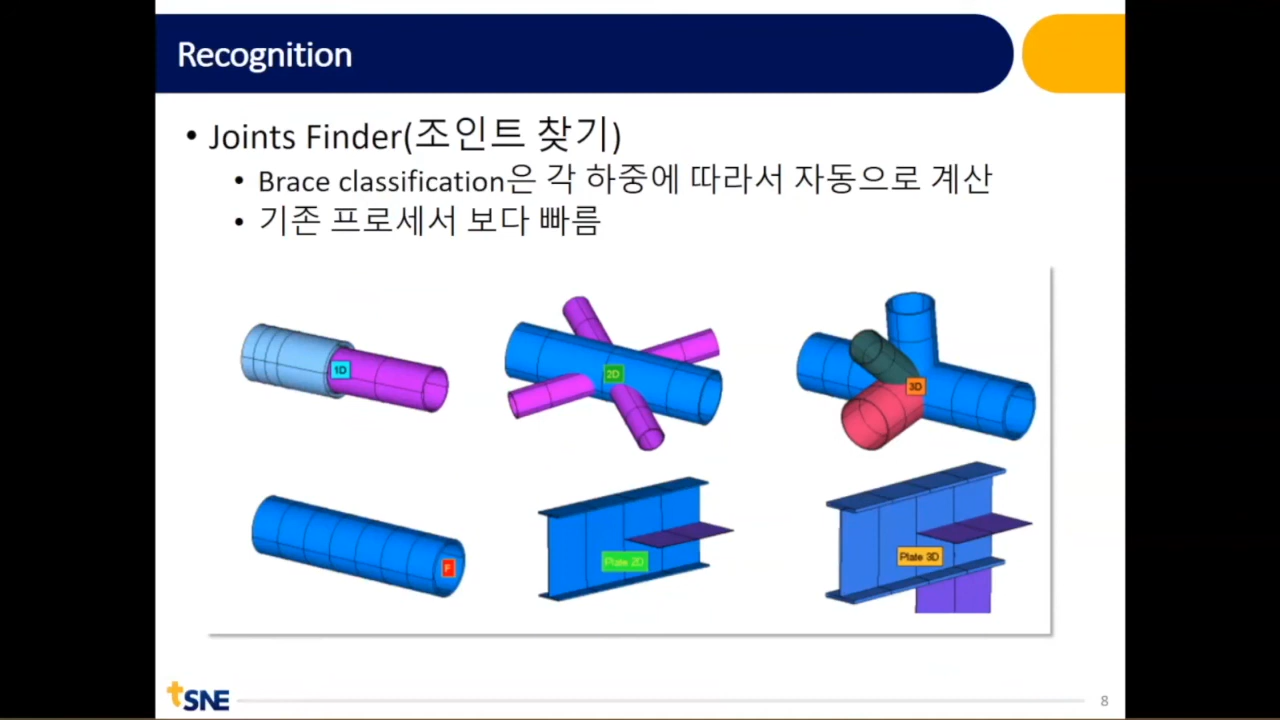 Recognition
• Joints Finder(조인트 찾기)
• Brace classification은 각 하중에 따라서 자동으로 계산
• 기존 프로세서 보다 빠름
1D
2D
3D
F
Plate 2D
Plate 3D
tSNE
8